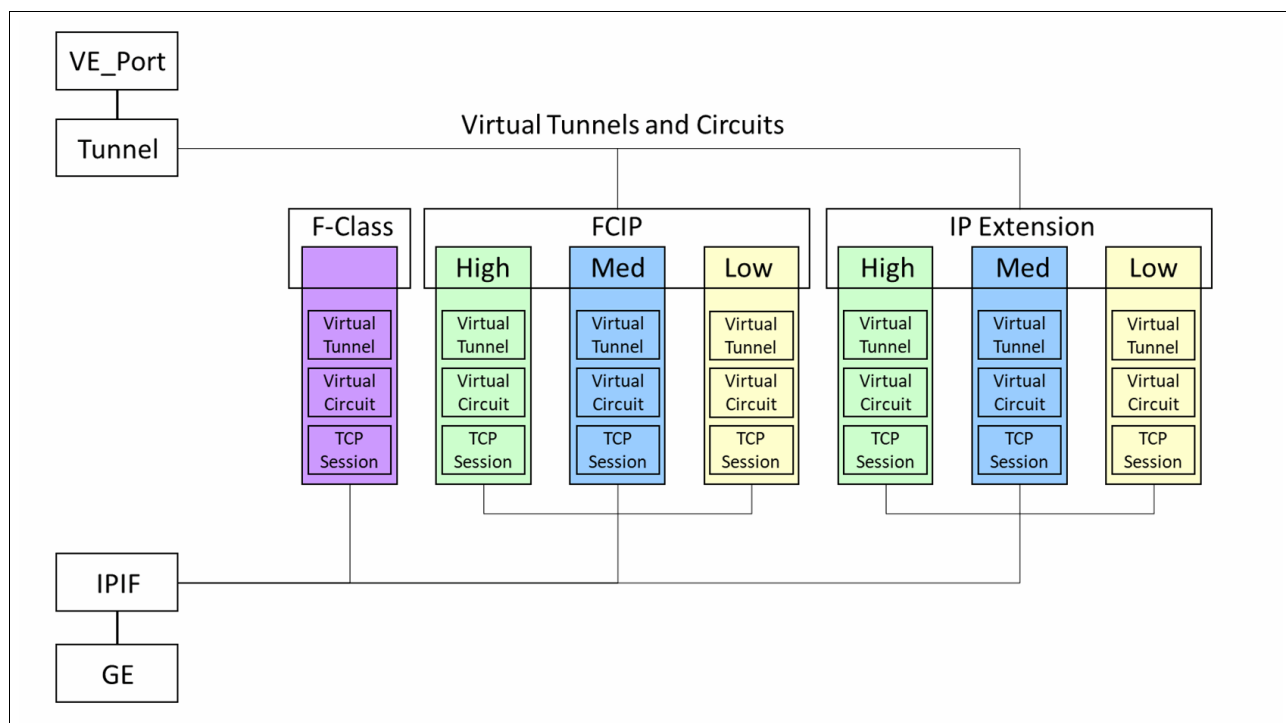 VE_Port
Tunnel
Virtual Tunnels and Circuits
F-Class
FCIP
IP Extension
High
Med
Low
High
Med
Low
Virtual
Tunnel
Virtual
Tunnel
Virtual
Tunnel
Virtual
Tunnel
Virtual
Tunnel
Virtual
Tunnel
Virtual
Tunnel
Virtual
Circuit
Virtual
Circuit
Virtual
Circuit
Virtual
Circuit
Virtual
Circuit
Virtual
Circuit
Virtual
Circuit
TCP
Session
TCP
Session
TCP
Session
TCP
Session
TCP
Session
TCP
Session
TCP
Session
IPIF
GE